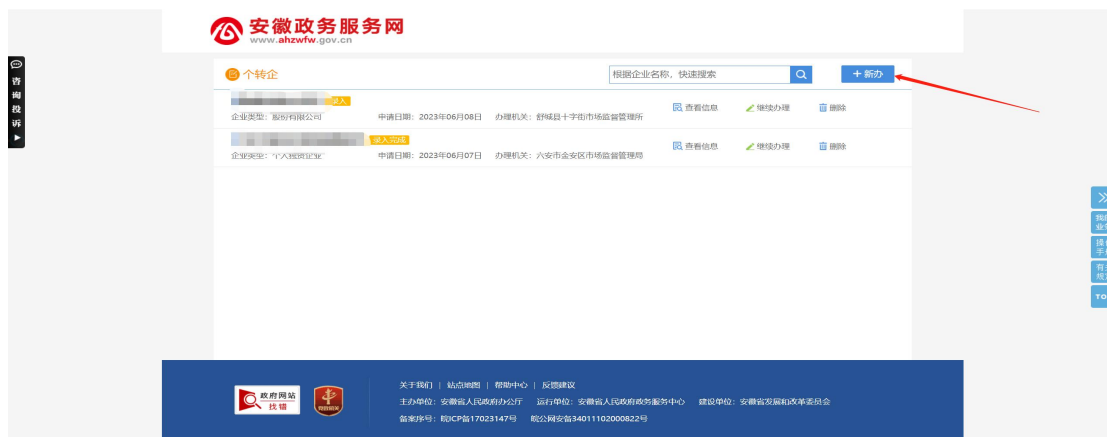 安徽政务服务网
www.ahzwfw.gov.cn
咨询投诉
个转企
根据企业名称，快速搜索
+ 新办
录入
企业类型：股份有限公司 申请日期：2023年06月08日 办理机关：舒城县十字街市场监督管理所
查看信息 继续办理 删除
录入完成
企业类型：个人独资企业 申请日期：2023年06月07日 办理机关：六安市金安区市场监督管理局
查看信息 继续办理 删除
TO
政府网站
找错
关于我们 | 站点地图 | 帮助中心 | 反馈建议
主办单位：安徽省人民政府办公厅 运行单位：安徽省人民政府政务服务中心 建设单位：安徽省发展和改革委员会
备案序号：皖ICP备17023147号 皖公网安备34011102000822号